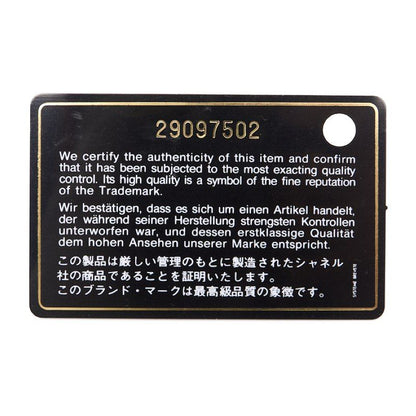 29097502
We certify the authenticity of this item and confirm
that it has been subjected to the most exacting quality
control. Its high quality is a symbol of the fine reputation
of the Trademark.
Wir bestätigen, dass es sich um einen Artikel handelt,
der während seiner Herstellung strengsten Kontrollen
unterworfen war, und dessen erstklassige Qualität
dem hohen Ansehen unserer Marke entspricht.
この製品は厳しい管理のもとに製造されたシャネル
社の商品であることを証明いたします。
このブランド・マークは最高級品質の象徴です。